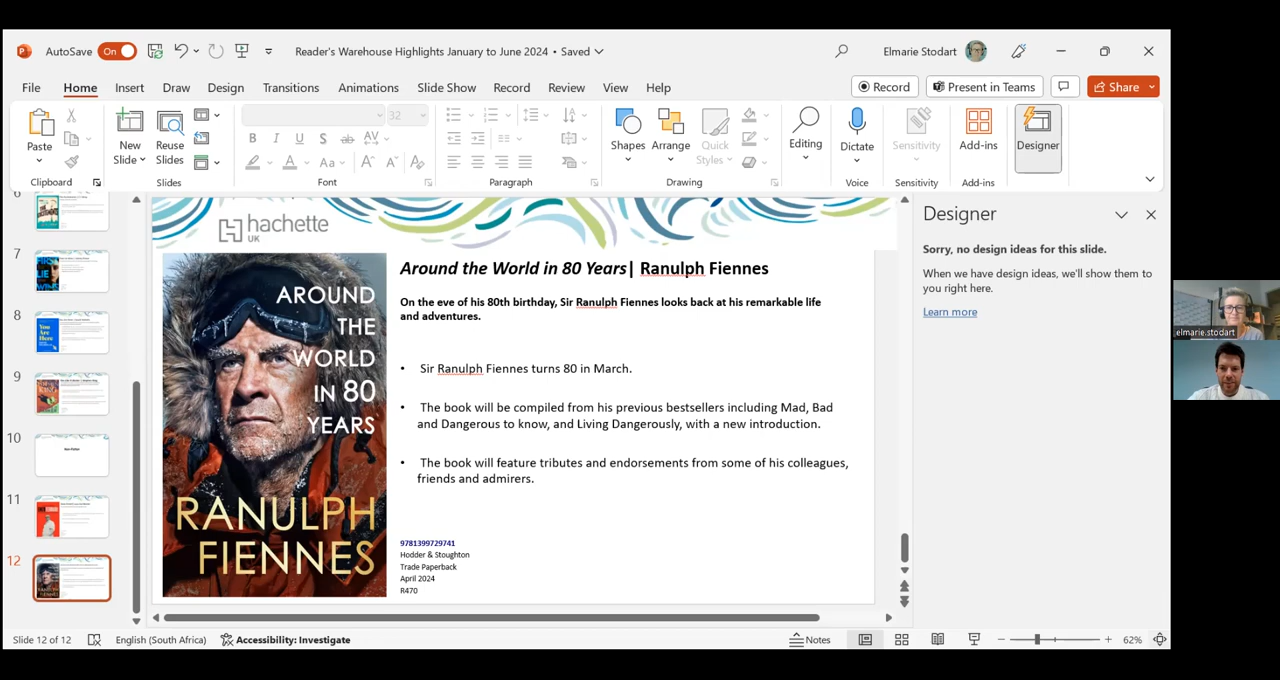 AutoSave On
Reader's Warehouse Highlights January to June 2024 • Saved
Elmarie Stodart
File Home Insert Draw Design Transitions Animations Slide Show Record Review View Help
Record
Present in Teams
Share
Paste
New Slide
Reuse Slides
32
B I U S ab AV
A Aa A A
Shapes
Arrange
Quick Styles
Editing
Dictate
Sensitivity
Add-ins
Designer
Clipboard
Slides
Font
Paragraph
Drawing
Voice
Sensitivity
Add-ins
6
7
8
You Are Here
9
10
11
12
hachette
UK
AROUND
THE
WORLD
IN 80
YEARS
RANULPH
FIENNES
Around the World in 80 Years| Ranulph Fiennes
On the eve of his 80th birthday, Sir Ranulph Fiennes looks back at his remarkable life
and adventures.
• Sir Ranulph Fiennes turns 80 in March.
• The book will be compiled from his previous bestsellers including Mad, Bad
and Dangerous to know, and Living Dangerously, with a new introduction.
• The book will feature tributes and endorsements from some of his colleagues,
friends and admirers.
9781399729741
Hodder & Stoughton
Trade Paperback
April 2024
R470
Designer
Sorry, no design ideas for this slide.
When we have design ideas, we'll show them to
you right here.
Learn more
elmarie.stodart
Slide 12 of 12
English (South Africa)
Accessibility: Investigate
Notes
62%